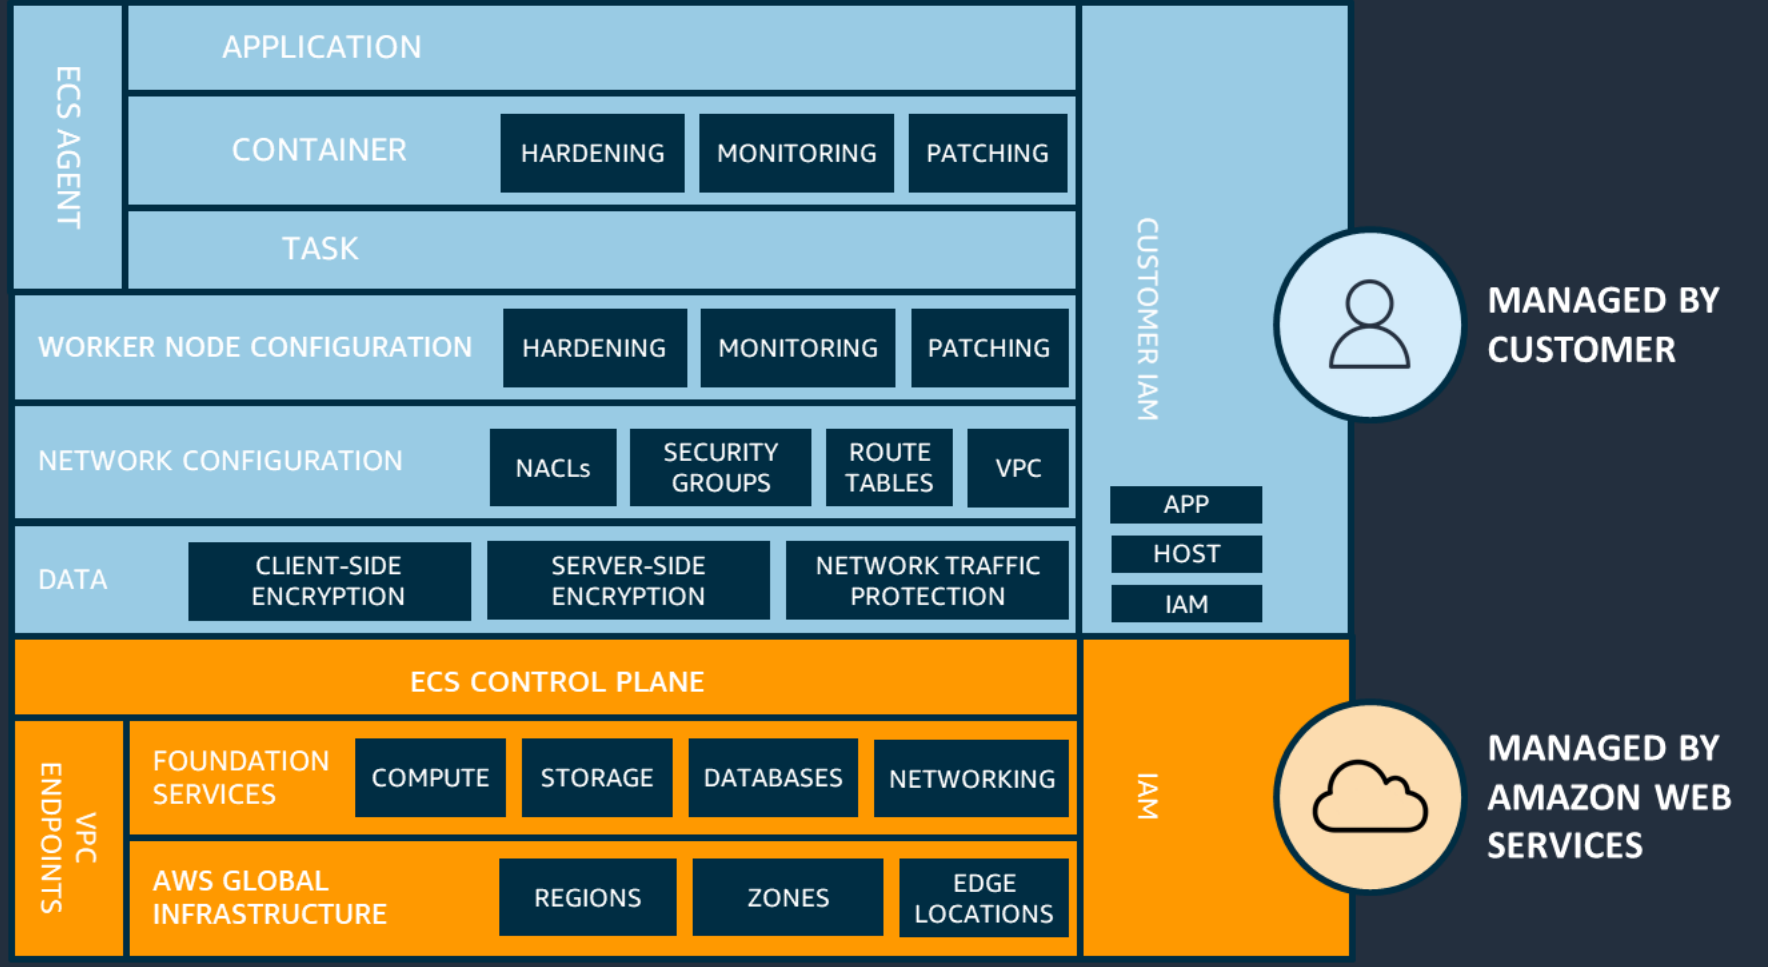 ECS AGENT
APPLICATION
CONTAINER
HARDENING
MONITORING
PATCHING
TASK
WORKER NODE CONFIGURATION
HARDENING
MONITORING
PATCHING
NETWORK CONFIGURATION
NACLs
SECURITY
GROUPS
ROUTE
TABLES
VPC
DATA
CLIENT-SIDE
ENCRYPTION
SERVER-SIDE
ENCRYPTION
NETWORK TRAFFIC
PROTECTION
CUSTOMER IAM
APP
HOST
IAM
MANAGED BY
CUSTOMER
ECS CONTROL PLANE
VPC
ENDPOINTS
FOUNDATION
SERVICES
COMPUTE
STORAGE
DATABASES
NETWORKING
AWS GLOBAL
INFRASTRUCTURE
REGIONS
ZONES
EDGE
LOCATIONS
IAM
MANAGED BY
AMAZON WEB
SERVICES